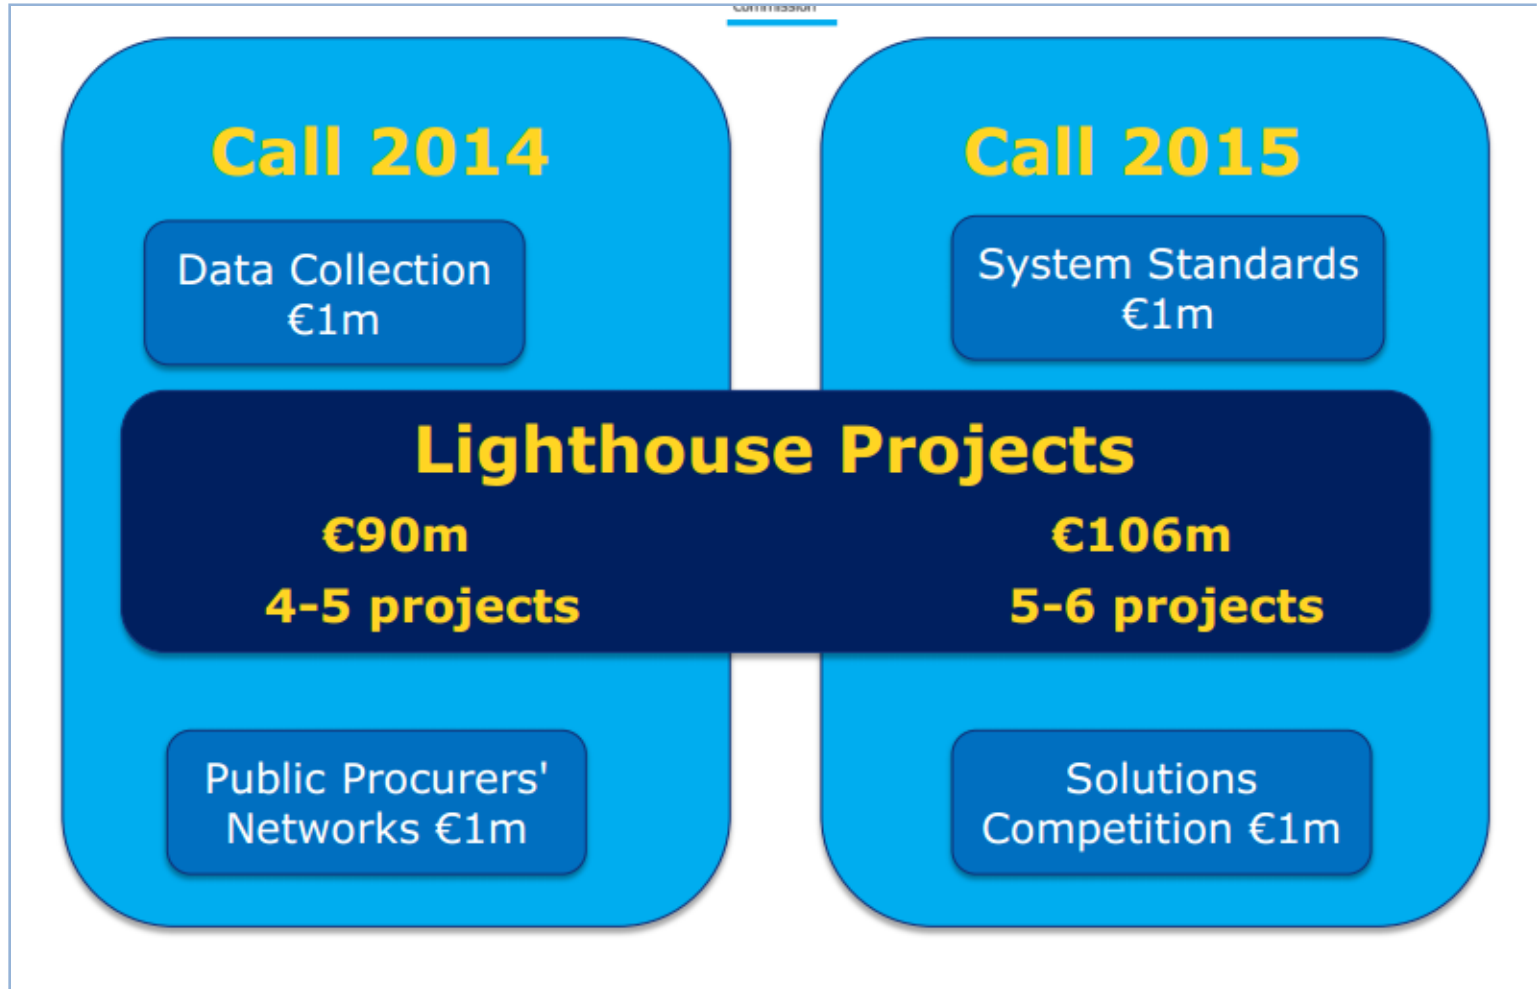 Commission
Call 2014
Data Collection
€1m
Call 2015
System Standards
€1m
Lighthouse Projects
€90m
€106m
4-5 projects
5-6 projects
Public Procurers'
Networks €1m
Solutions
Competition €1m